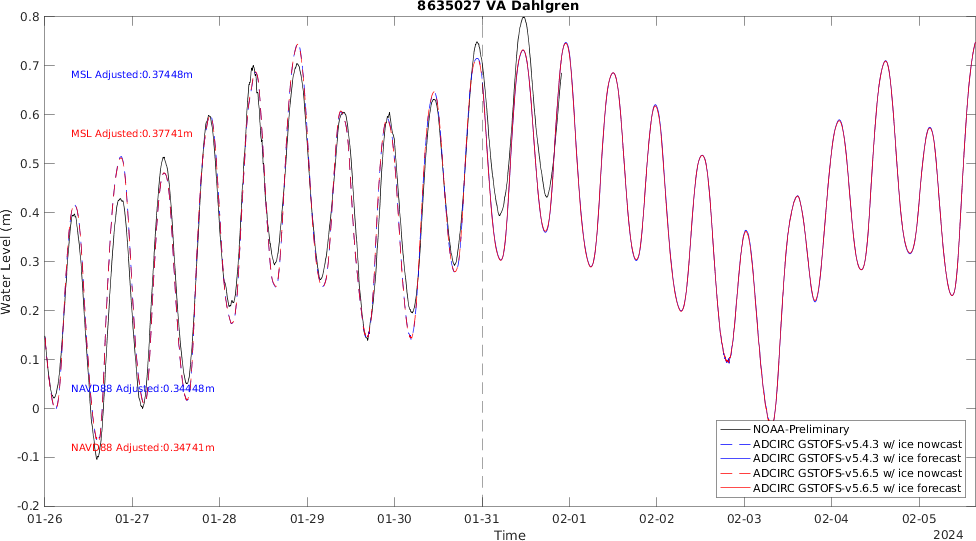 8635027 VA Dahlgren
0.8
0.7
0.6
0.5
0.4
0.3
0.2
0.1
0
-0.1
-0.2
Water Level (m)
MSL Adjusted:0.37448m
MSL Adjusted:0.37741m
NAVD88 Adjusted:0.34448m
NAVD88 Adjusted:0.34741m
NOAA-Preliminary
ADCIRC GSTOFS-v5.4.3 w/ ice nowcast
ADCIRC GSTOFS-v5.4.3 w/ ice forecast
ADCIRC GSTOFS-v5.6.5 w/ ice nowcast
ADCIRC GSTOFS-v5.6.5 w/ ice forecast
01-26 01-27 01-28 01-29 01-30 01-31 02-01 02-02 02-03 02-04 02-05
Time
2024